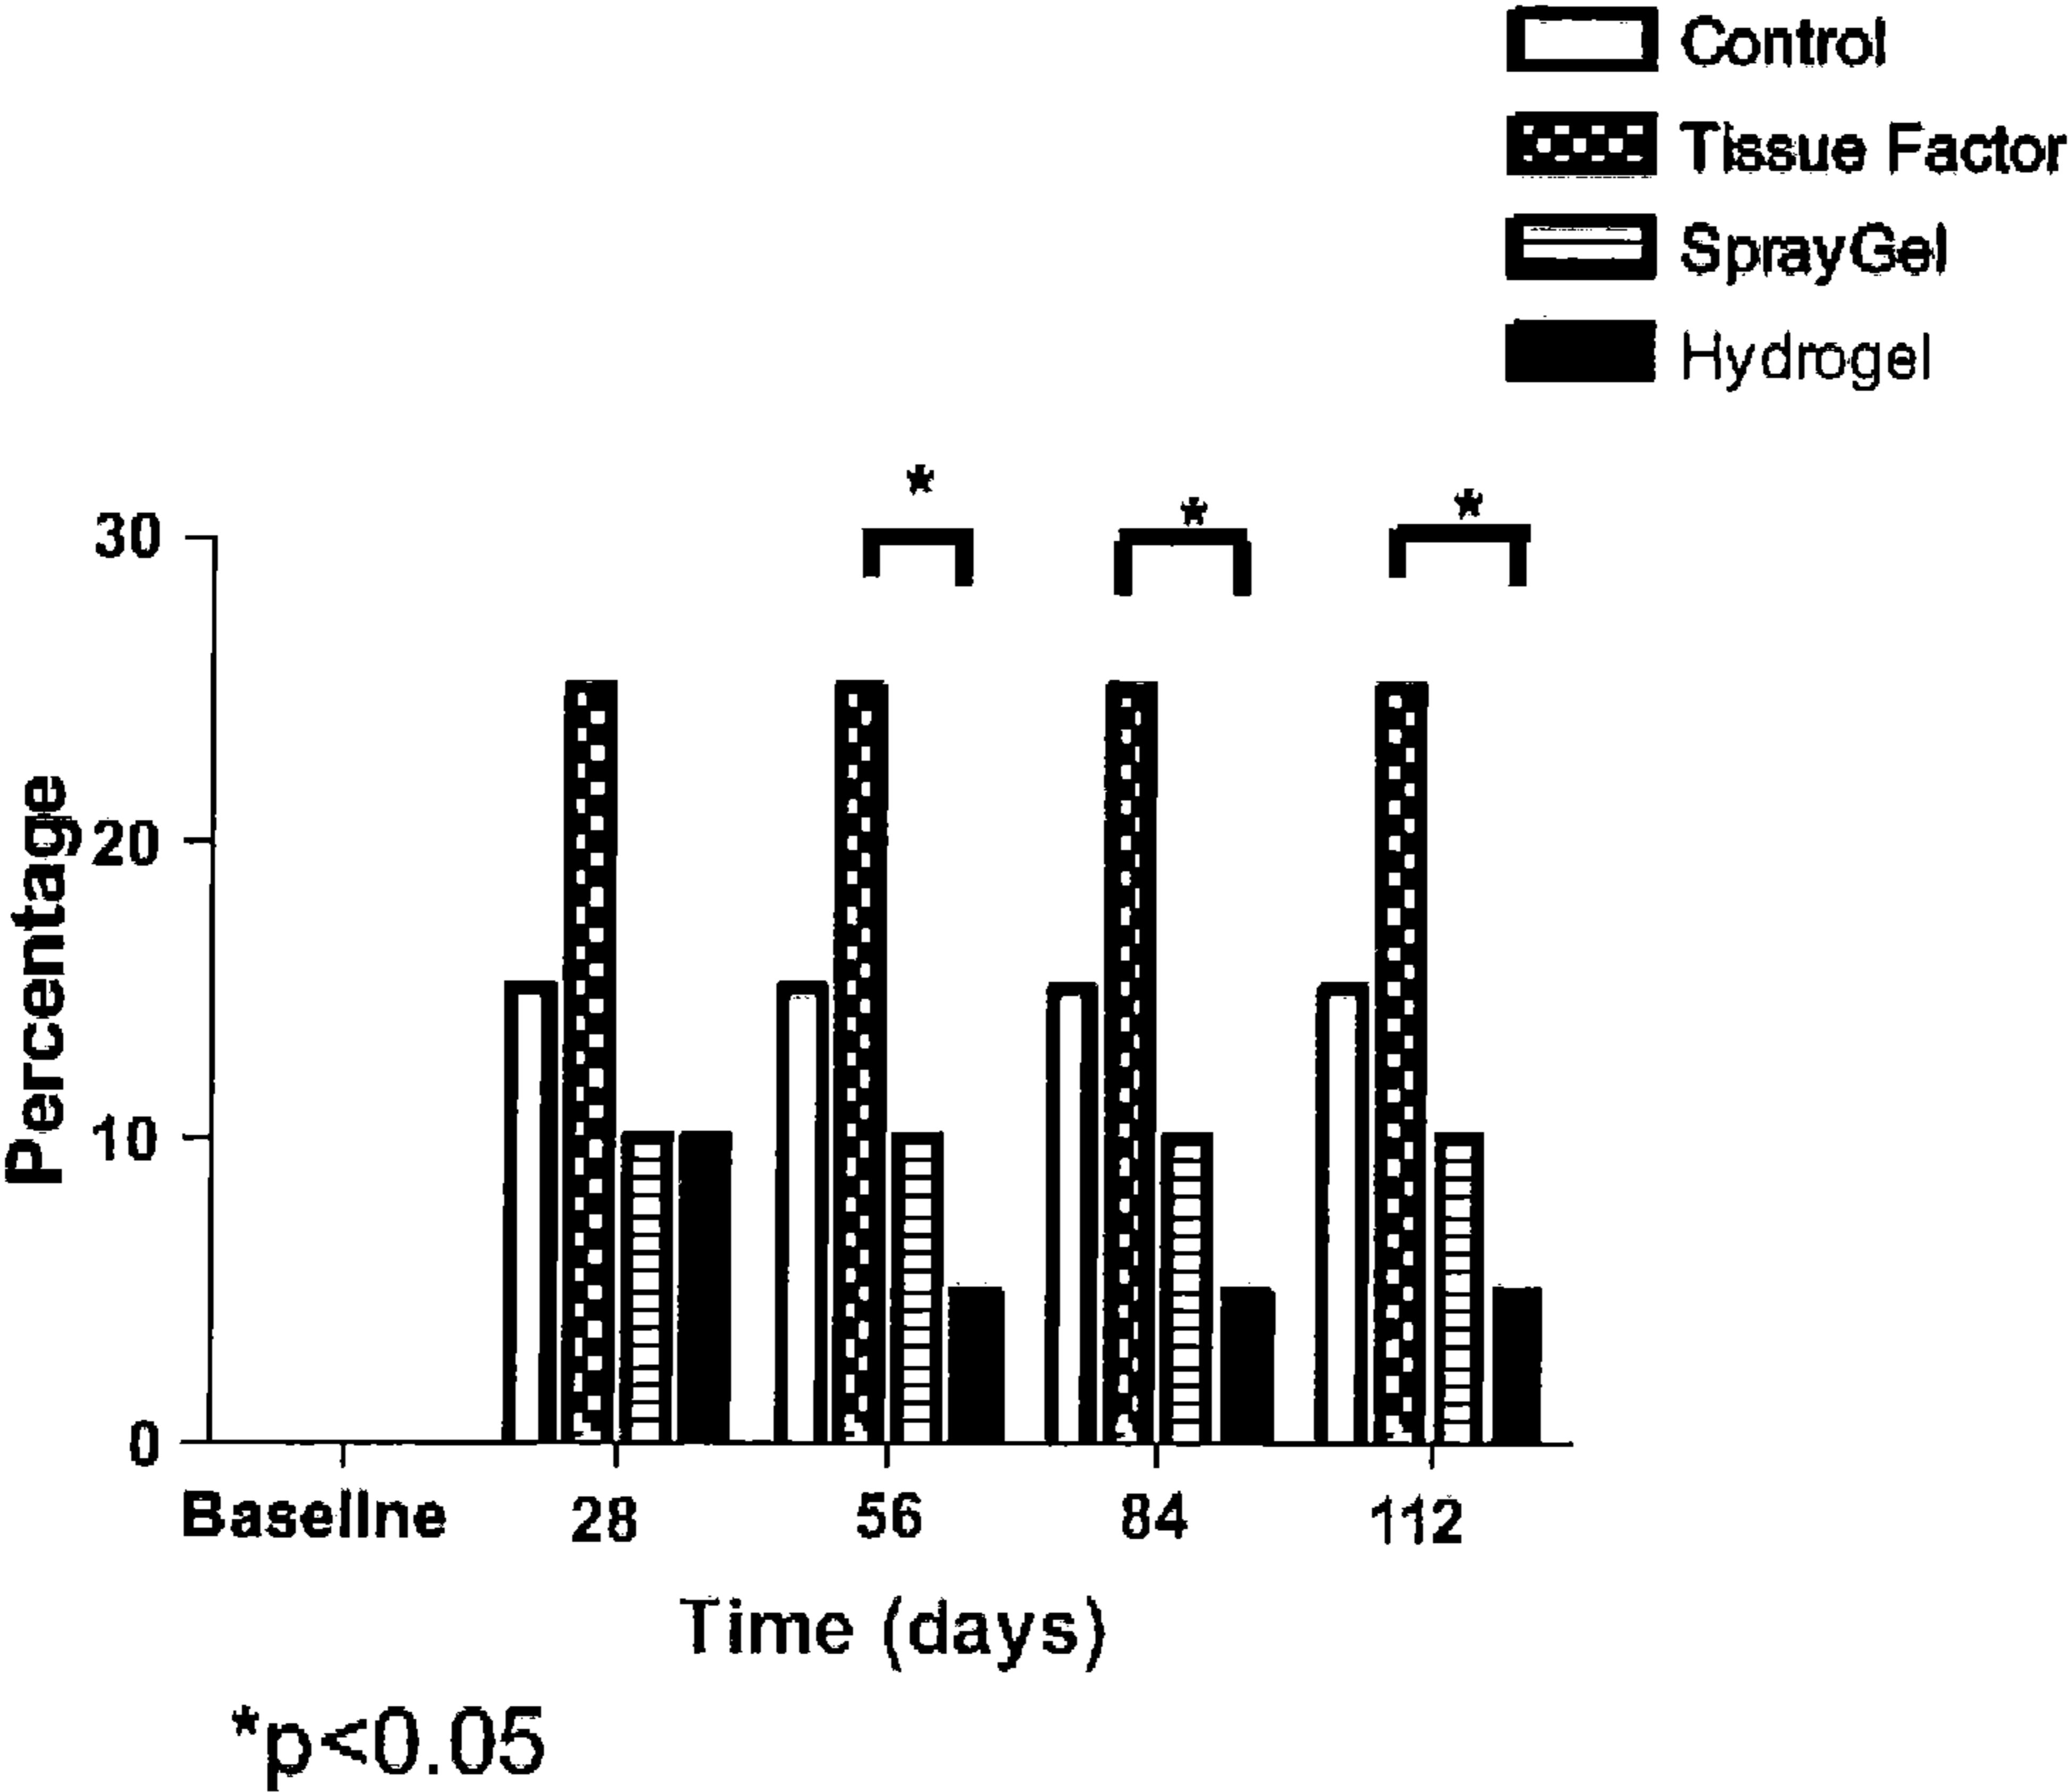 Control
Tissue Factor
SprayGel
Hydrogel
* * *
30
20
10
0
Percentage
Baseline 28 56 84 112
Time (days)
*p<0.05